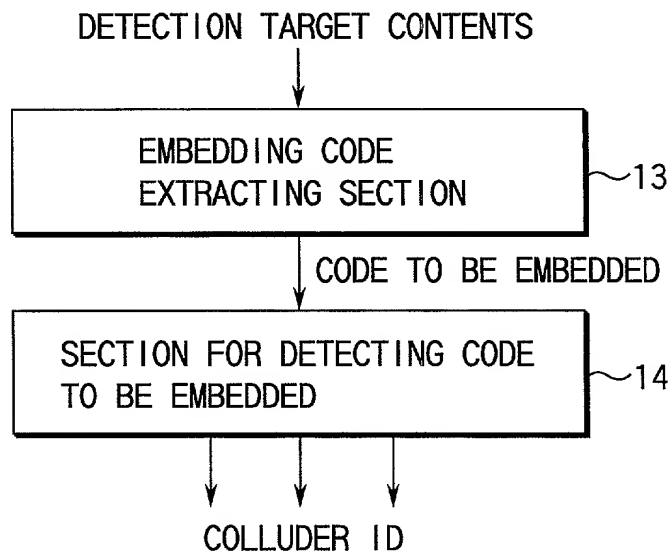 DETECTION TARGET CONTENTS
EMBEDDING CODE
EXTRACTING SECTION
13
CODE TO BE EMBEDDED
SECTION FOR DETECTING CODE
TO BE EMBEDDED
14
COLLUDER ID